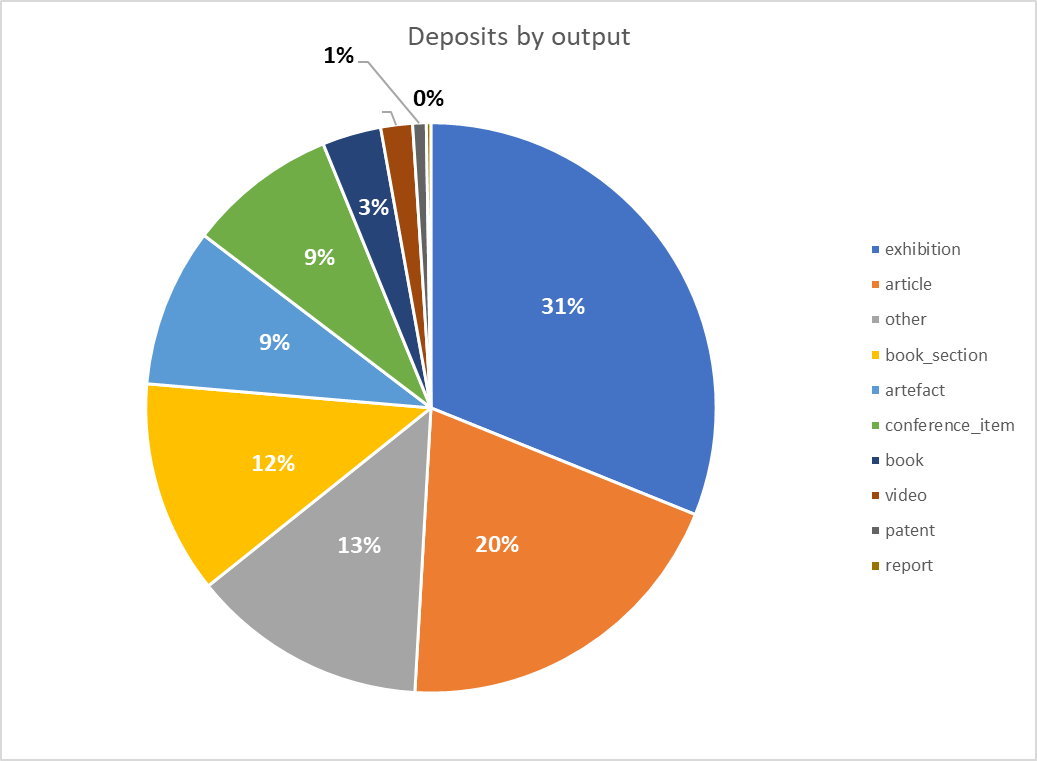 Deposits by output
1%
0%
3%
9%
31%
9%
12%
20%
13%
exhibition
article
other
book_section
artefact
conference_item
book
video
patent
report